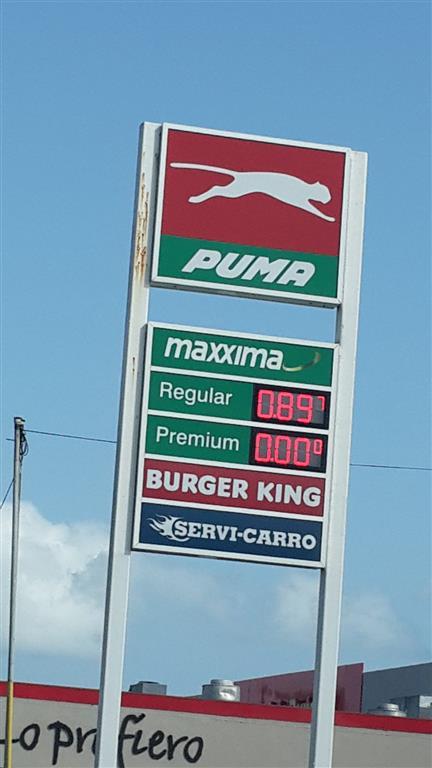 PUMA
maxxima
Regular 0.89⁷
Premium 0.00⁰
BURGER KING
SERVI-CARRO
lo prefiero